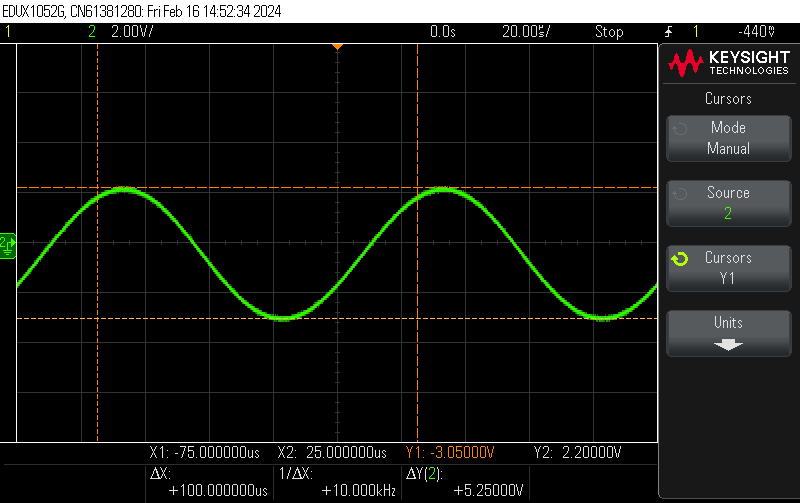 EDUX1052G, CN61381280: Fri Feb 16 14:52:34 2024
1 2 2.00V/ 0.0s 20.00us/ Stop 1 -440mV
KEYSIGHT
TECHNOLOGIES
Cursors
Mode
Manual
Source
2
Cursors
Y1
Units
2
X1: -75.000000us X2: 25.000000us Y1: -3.05000V Y2: 2.20000V
ΔX: 1/ΔX: ΔY(2):
+100.000000us +10.000kHz +5.25000V